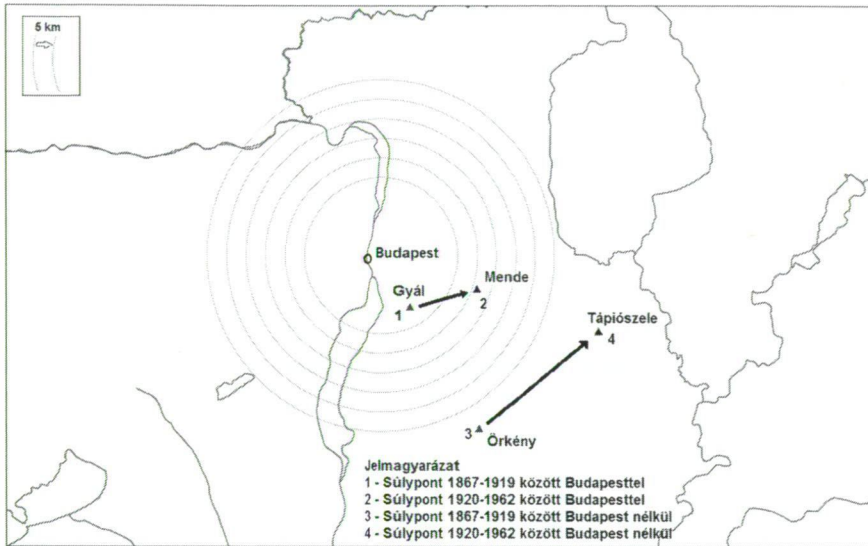 5 km
Budapest
Gyál
Mende
1
2
Tápiószele
4
3
Örkény
Jelmagyarázat
1 - Súlypont 1867-1919 között Budapesttel
2 - Súlypont 1920-1962 között Budapesttel
3 - Súlypont 1867-1919 között Budapest nélkül
4 - Súlypont 1920-1962 között Budapest nélkül